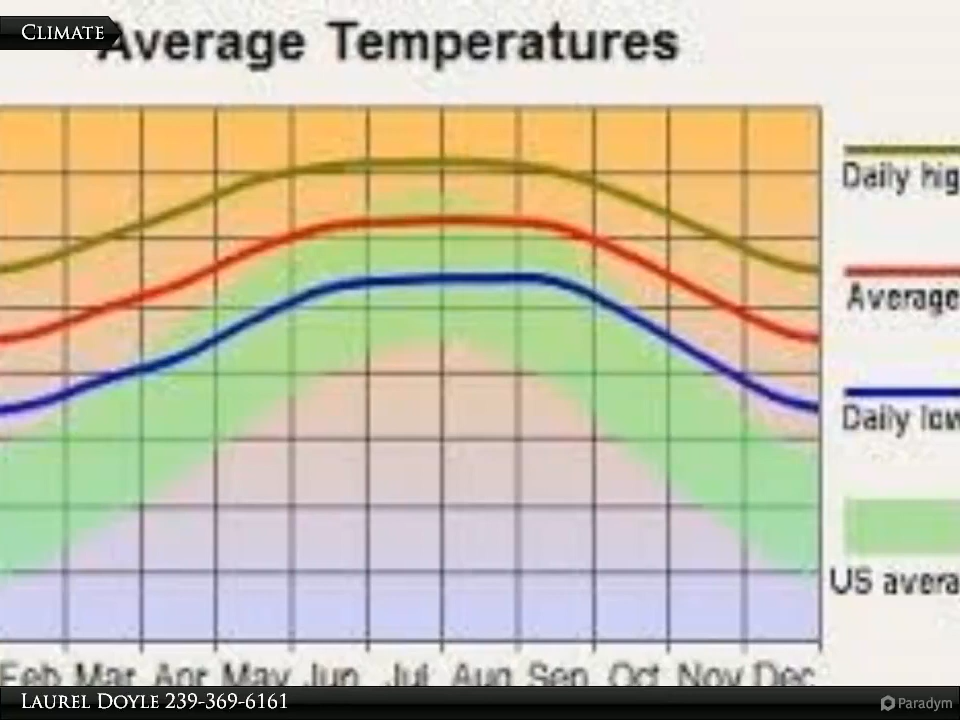 CLIMATE
Average Temperatures
Daily hig
Average
Daily low
US avera
Feb Mar Apr May Jun Jul Aug Sep Oct Nov Dec
LAUREL DOYLE 239-369-6161
Paradym